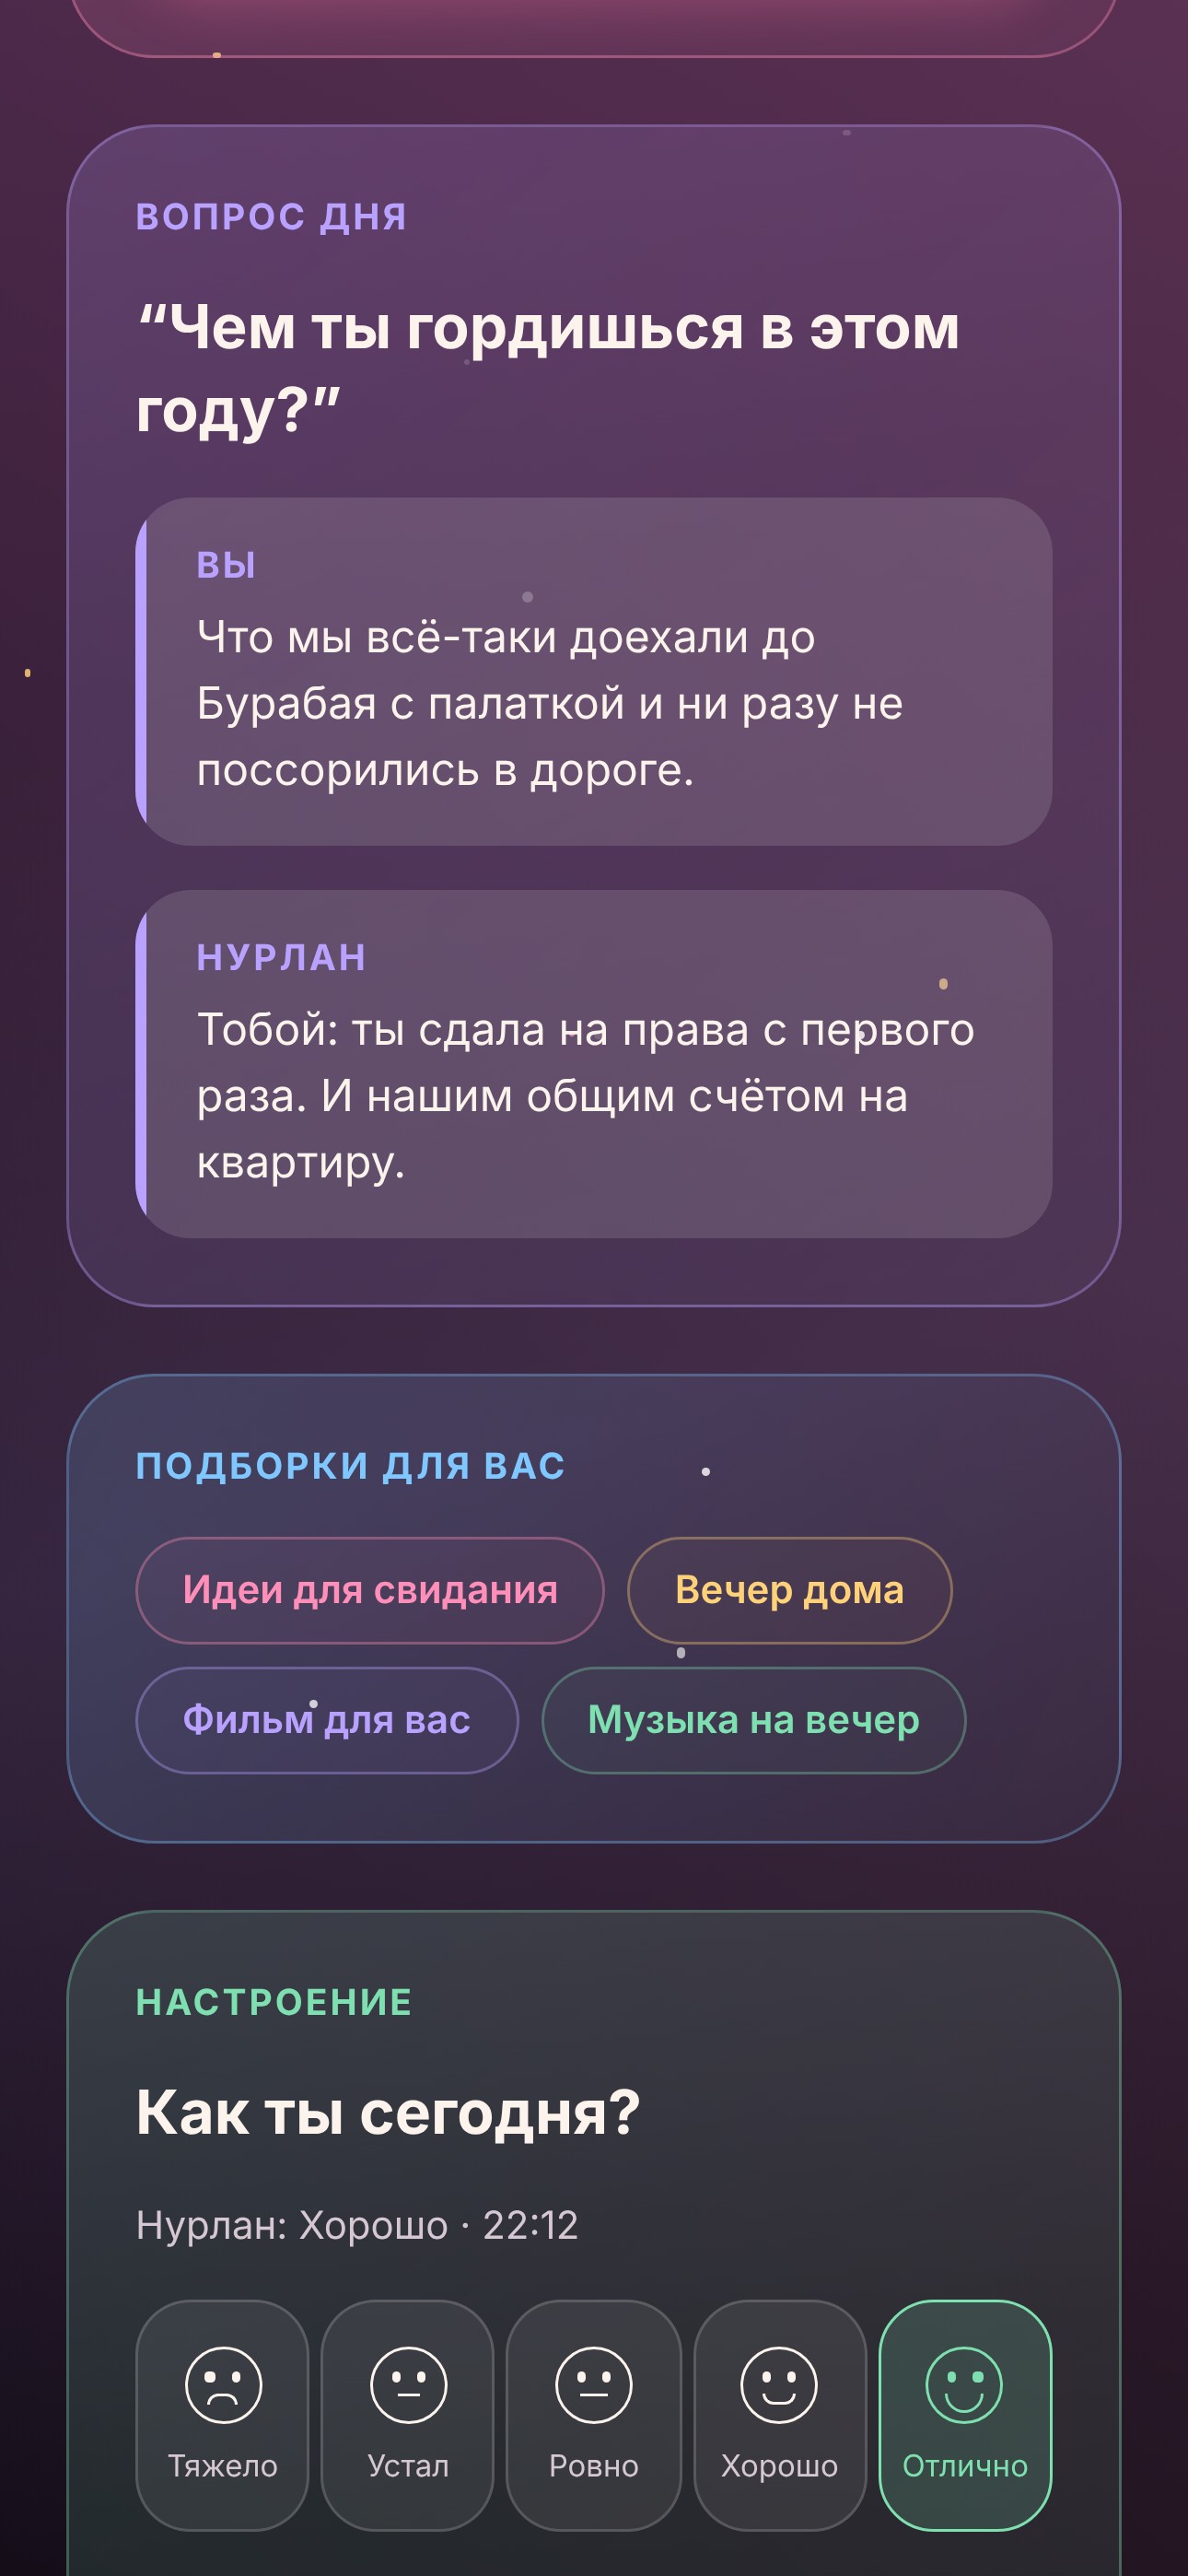 ВОПРОС ДНЯ
“Чем ты гордишься в этом
году?”
ВЫ
Что мы всё-таки доехали до
Бурабая с палаткой и ни разу не
поссорились в дороге.
НУРЛАН
Тобой: ты сдала на права с первого
раза. И нашим общим счётом на
квартиру.
ПОДБОРКИ ДЛЯ ВАС
Идеи для свидания
Вечер дома
Фильм для вас
Музыка на вечер
НАСТРОЕНИЕ
Как ты сегодня?
Нурлан: Хорошо · 22:12
Тяжело
Устал
Ровно
Хорошо
Отлично